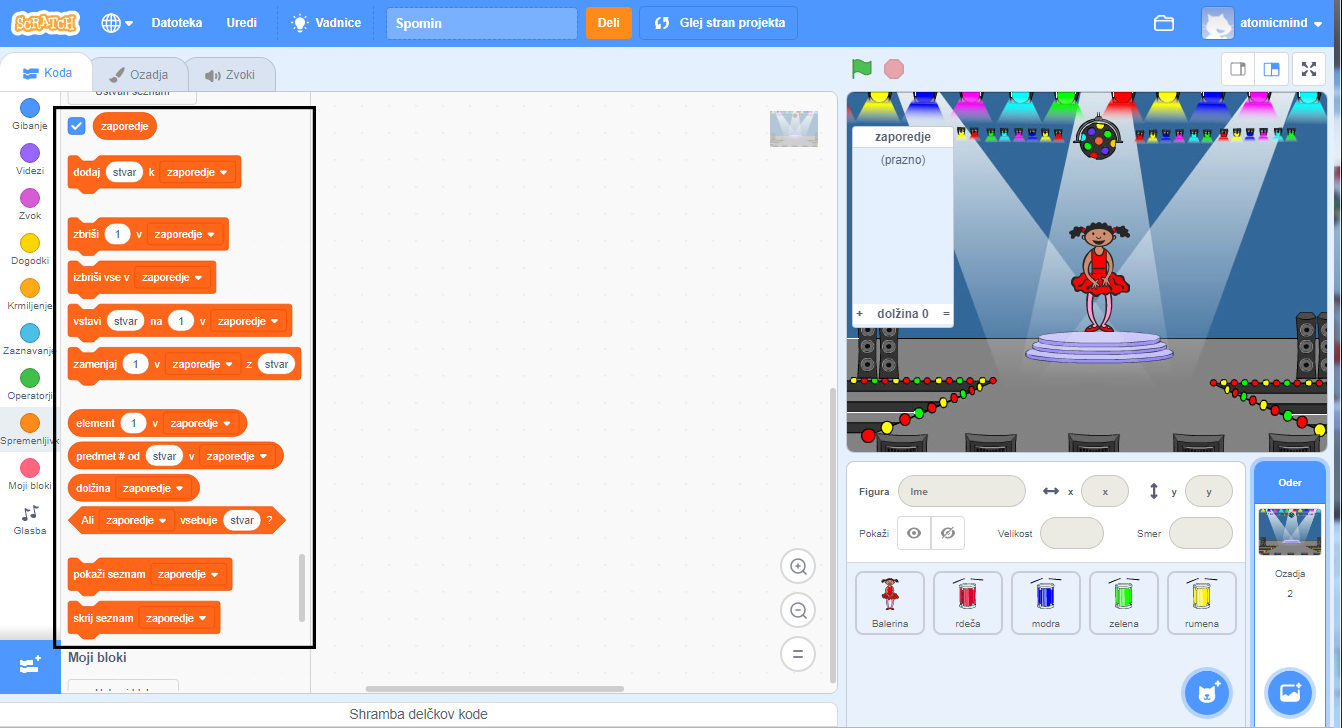 SCRATCH
Datoteka
Uredi
Vadnice
Spomin
Deli
Glej stran projekta
atomicmind
Koda
Ozadja
Zvoki
Gibanje
Videzi
Zvok
Dogodki
Krmiljenje
Zaznavanje
Operatorji
Spremenljivk
Moji bloki
Glasba
Ustvari seznam
zaporedje
dodaj stvar k zaporedje
zbriši 1 v zaporedje
izbriši vse v zaporedje
vstavi stvar na 1 v zaporedje
zamenjaj 1 v zaporedje z stvar
element 1 v zaporedje
predmet # od stvar v zaporedje
dolžina zaporedje
Ali zaporedje vsebuje stvar ?
pokaži seznam zaporedje
skrij seznam zaporedje
Moji bloki
Shramba delčkov kode
zaporedje
(prazno)
+ dolžina 0 =
Figura Ime x x y y
Pokaži Velikost Smer
Balerina
rdeča
modra
zelena
rumena
Oder
Ozadja
2